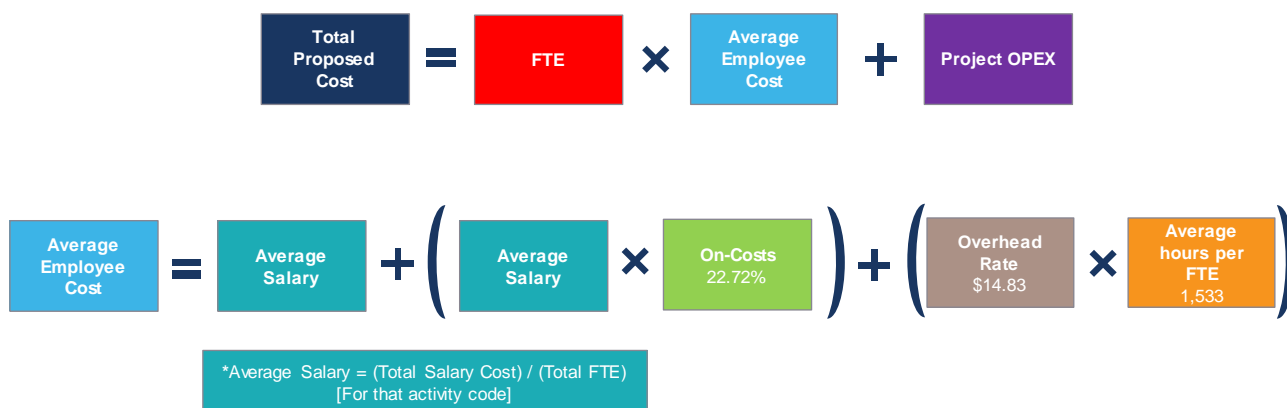 Total
Proposed
Cost
=
FTE
×
Average
Employee
Cost
+
Project OPEX
Average
Employee
Cost
=
Average
Salary
+
(
Average
Salary
×
On-Costs
22.72%
)
+
(
Overhead
Rate
$14.83
×
Average
hours per
FTE
1,533
)
*Average Salary = (Total Salary Cost) / (Total FTE)
[For that activity code]